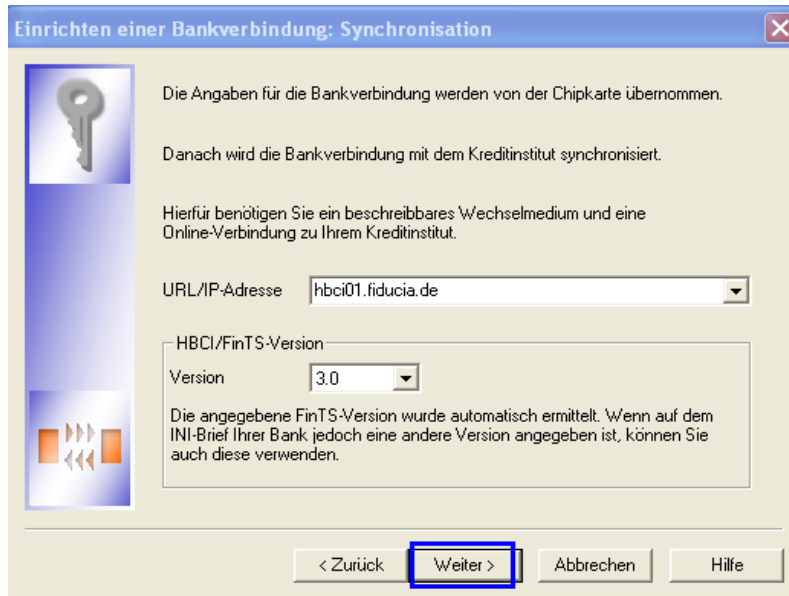 Einrichten einer Bankverbindung: Synchronisation
Die Angaben für die Bankverbindung werden von der Chipkarte übernommen.
Danach wird die Bankverbindung mit dem Kreditinstitut synchronisiert.
Hierfür benötigen Sie ein beschreibbares Wechselmedium und eine
Online-Verbindung zu Ihrem Kreditinstitut.
URL/IP-Adresse hbci01.fiducia.de
HBCI/FinTS-Version
Version 3.0
Die angegebene FinTS-Version wurde automatisch ermittelt. Wenn auf dem
INI-Brief Ihrer Bank jedoch eine andere Version angegeben ist, können Sie
auch diese verwenden.
< Zurück Weiter > Abbrechen Hilfe